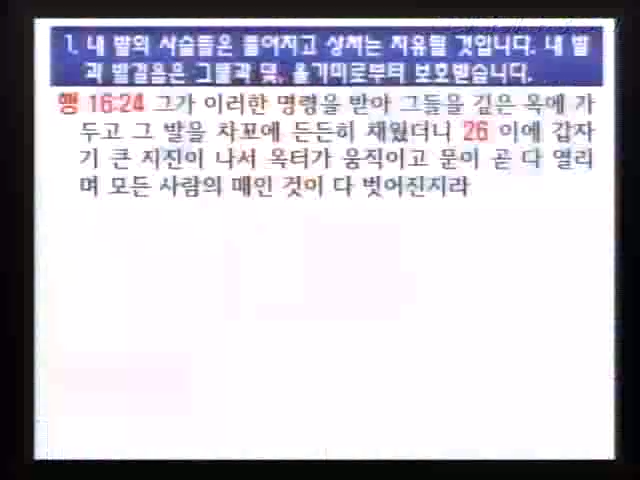 1. 내 발의 사슬들은 풀어지고 상처는 치유될 것입니다. 내 발
과 발걸음은 그물과 덫, 올가미로부터 보호받습니다.
행 16:24 그가 이러한 명령을 받아 그들을 깊은 옥에 가
두고 그 발을 차꼬에 든든히 채웠더니 26 이에 갑자
기 큰 지진이 나서 옥터가 움직이고 문이 곧 다 열리
며 모든 사람의 매인 것이 다 벗어진지라